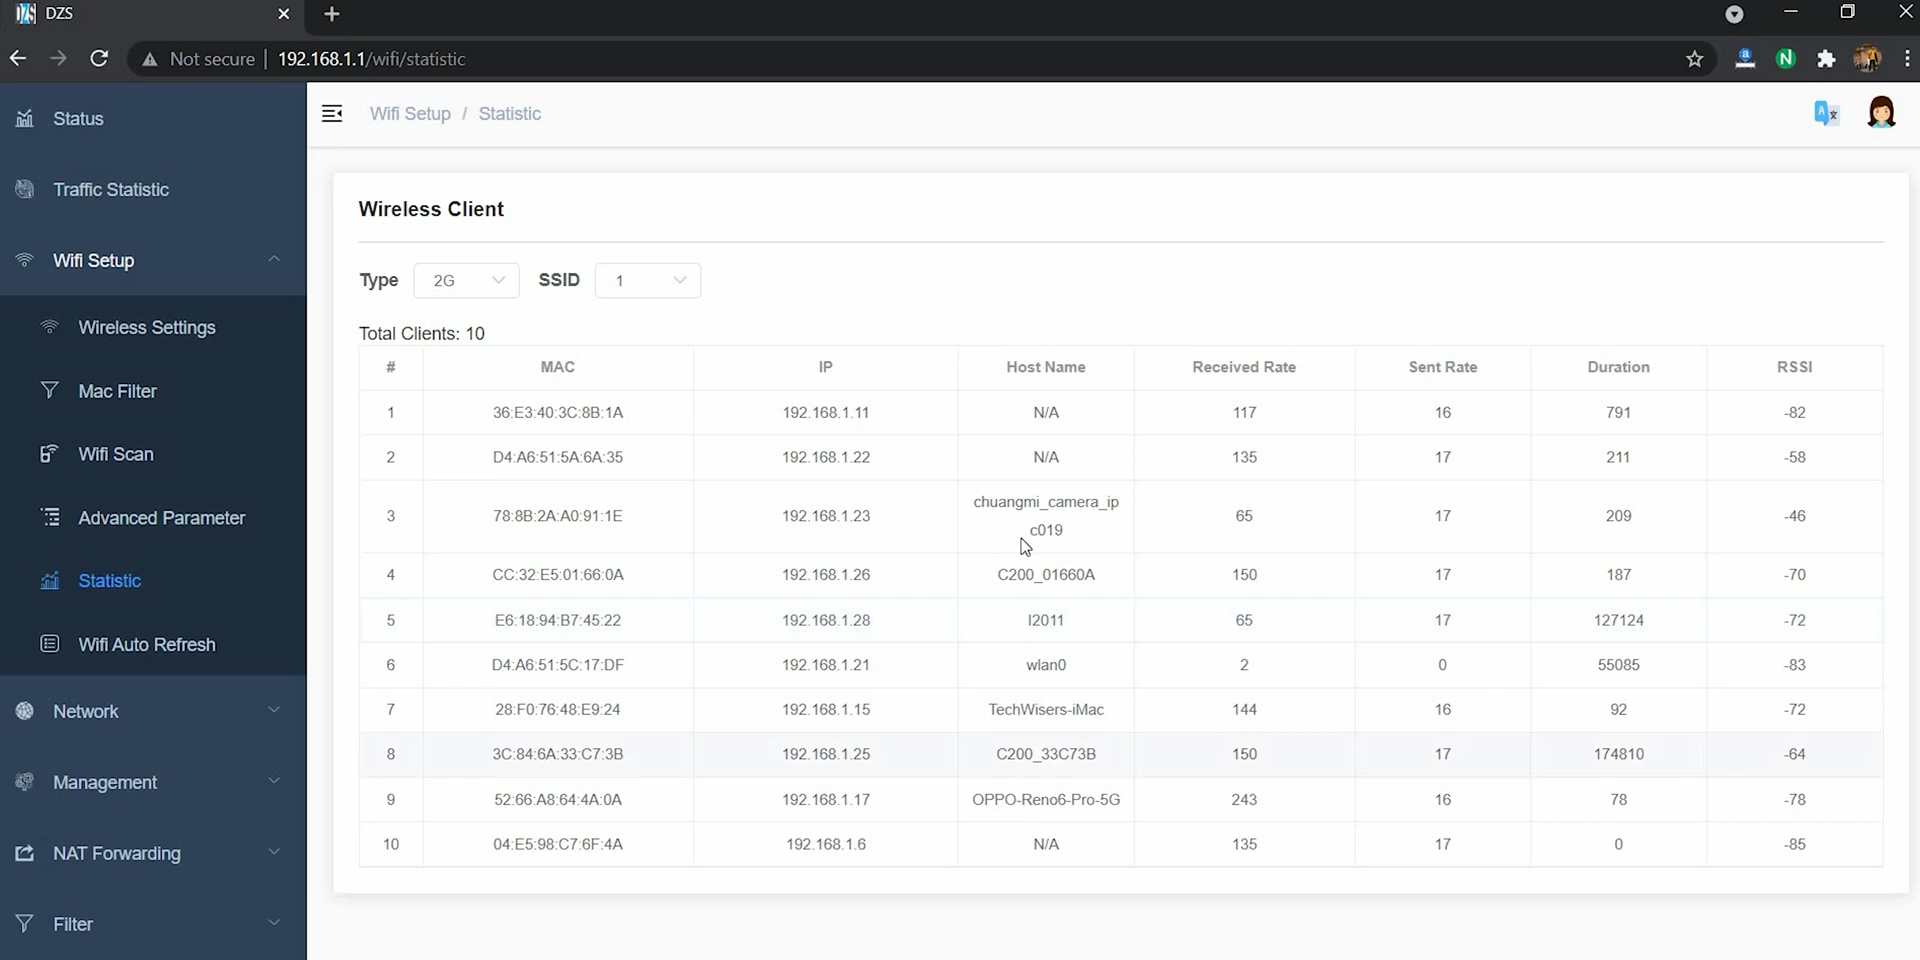 DZS
Not secure 192.168.1.1/wifi/statistic
Status
Traffic Statistic
Wifi Setup
Wireless Settings
Mac Filter
Wifi Scan
Advanced Parameter
Statistic
Wifi Auto Refresh
Network
Management
NAT Forwarding
Filter
Wifi Setup / Statistic
Wireless Client
Type 2G SSID 1
Total Clients: 10
# MAC IP Host Name Received Rate Sent Rate Duration RSSI
1 36:E3:40:3C:8B:1A 192.168.1.11 N/A 117 16 791 -82
2 D4:A6:51:5A:6A:35 192.168.1.22 N/A 135 17 211 -58
3 78:8B:2A:A0:91:1E 192.168.1.23 chuangmi_camera_ip 65 17 209 -46
c019
4 CC:32:E5:01:66:0A 192.168.1.26 C200_01660A 150 17 187 -70
5 E6:18:94:B7:45:22 192.168.1.28 I2011 65 17 127124 -72
6 D4:A6:51:5C:17:DF 192.168.1.21 wlan0 2 0 55085 -83
7 28:F0:76:48:E9:24 192.168.1.15 TechWisers-iMac 144 16 92 -72
8 3C:84:6A:33:C7:3B 192.168.1.25 C200_33C73B 150 17 174810 -64
9 52:66:A8:64:4A:0A 192.168.1.17 OPPO-Reno6-Pro-5G 243 16 78 -78
10 04:E5:98:C7:6F:4A 192.168.1.6 N/A 135 17 0 -85